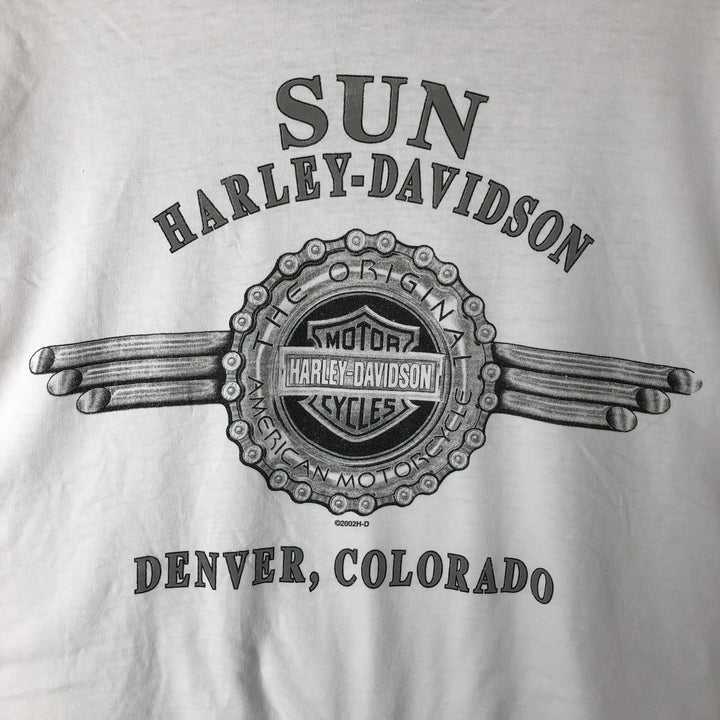 SUN
HARLEY-DAVIDSON
THE ORIGINAL
MOTOR
HARLEY-DAVIDSON
CYCLES
AMERICAN MOTORCYCLE
©2002H-D
DENVER, COLORADO